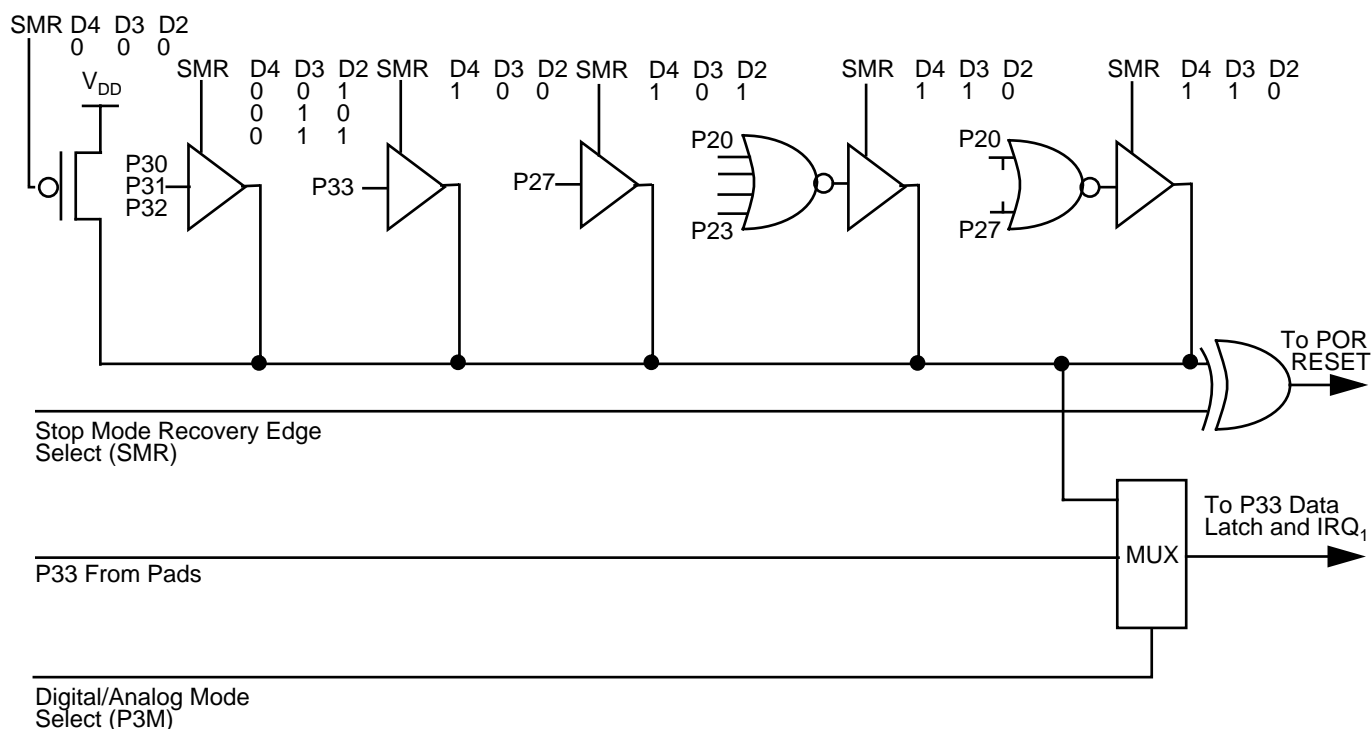 SMR D4 D3 D2
0 0 0
VDD
SMR D4 D3 D2
0 0 1
0 1 0
0 1 1
P30
P31
P32
SMR D4 D3 D2
1 0 0
P33
SMR D4 D3 D2
1 0 1
P27
SMR D4 D3 D2
1 1 0
P20
P23
SMR D4 D3 D2
1 1 0
P20
P27
To POR
RESET
Stop Mode Recovery Edge
Select (SMR)
To P33 Data
Latch and IRQ1
MUX
P33 From Pads
Digital/Analog Mode
Select (P3M)